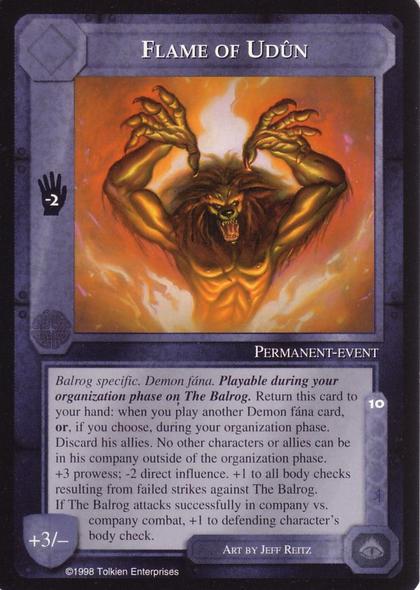 FLAME OF UDÛN
-2
PERMANENT-EVENT
Balrog specific. Demon fána. Playable during your
organization phase on The Balrog. Return this card to
your hand: when you play another Demon fána card,
or, if you choose, during your organization phase.
Discard his allies. No other characters or allies can be
in his company outside of the organization phase.
+3 prowess; -2 direct influence. +1 to all body checks
resulting from failed strikes against The Balrog.
If The Balrog attacks successfully in company vs.
company combat, +1 to defending character's
body check.
10
+3/–
ART BY JEFF REITZ
©1998 Tolkien Enterprises